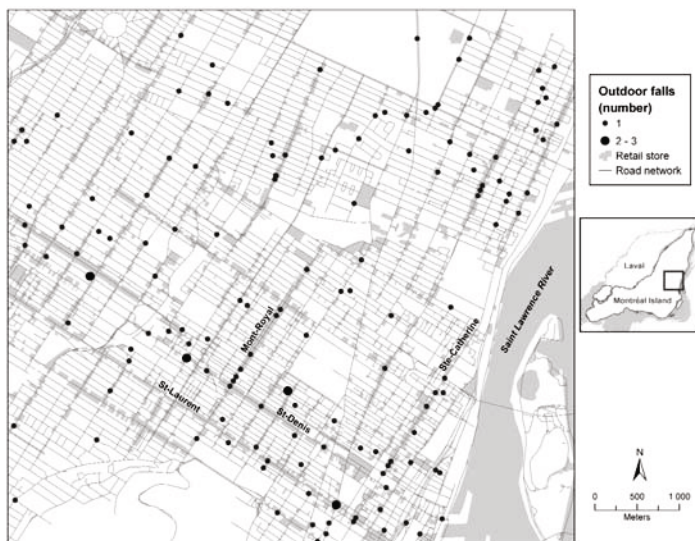 Outdoor falls
(number)
1
2 - 3
Retail store
Road network
Laval
Montréal Island
Mont-Royal
Ste-Catherine
Saint Lawrence River
St-Laurent
St-Denis
N
0 500 1 000
Meters